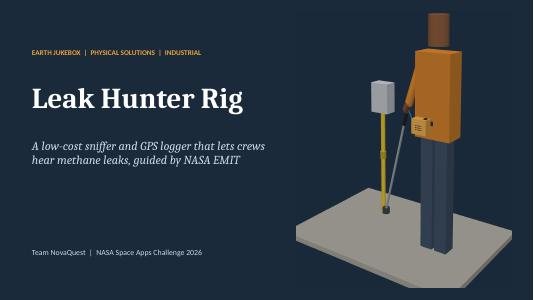 EARTH JUKEBOX | PHYSICAL SOLUTIONS | INDUSTRIAL
Leak Hunter Rig
A low-cost sniffer and GPS logger that lets crews
hear methane leaks, guided by NASA EMIT
Team NovaQuest | NASA Space Apps Challenge 2026